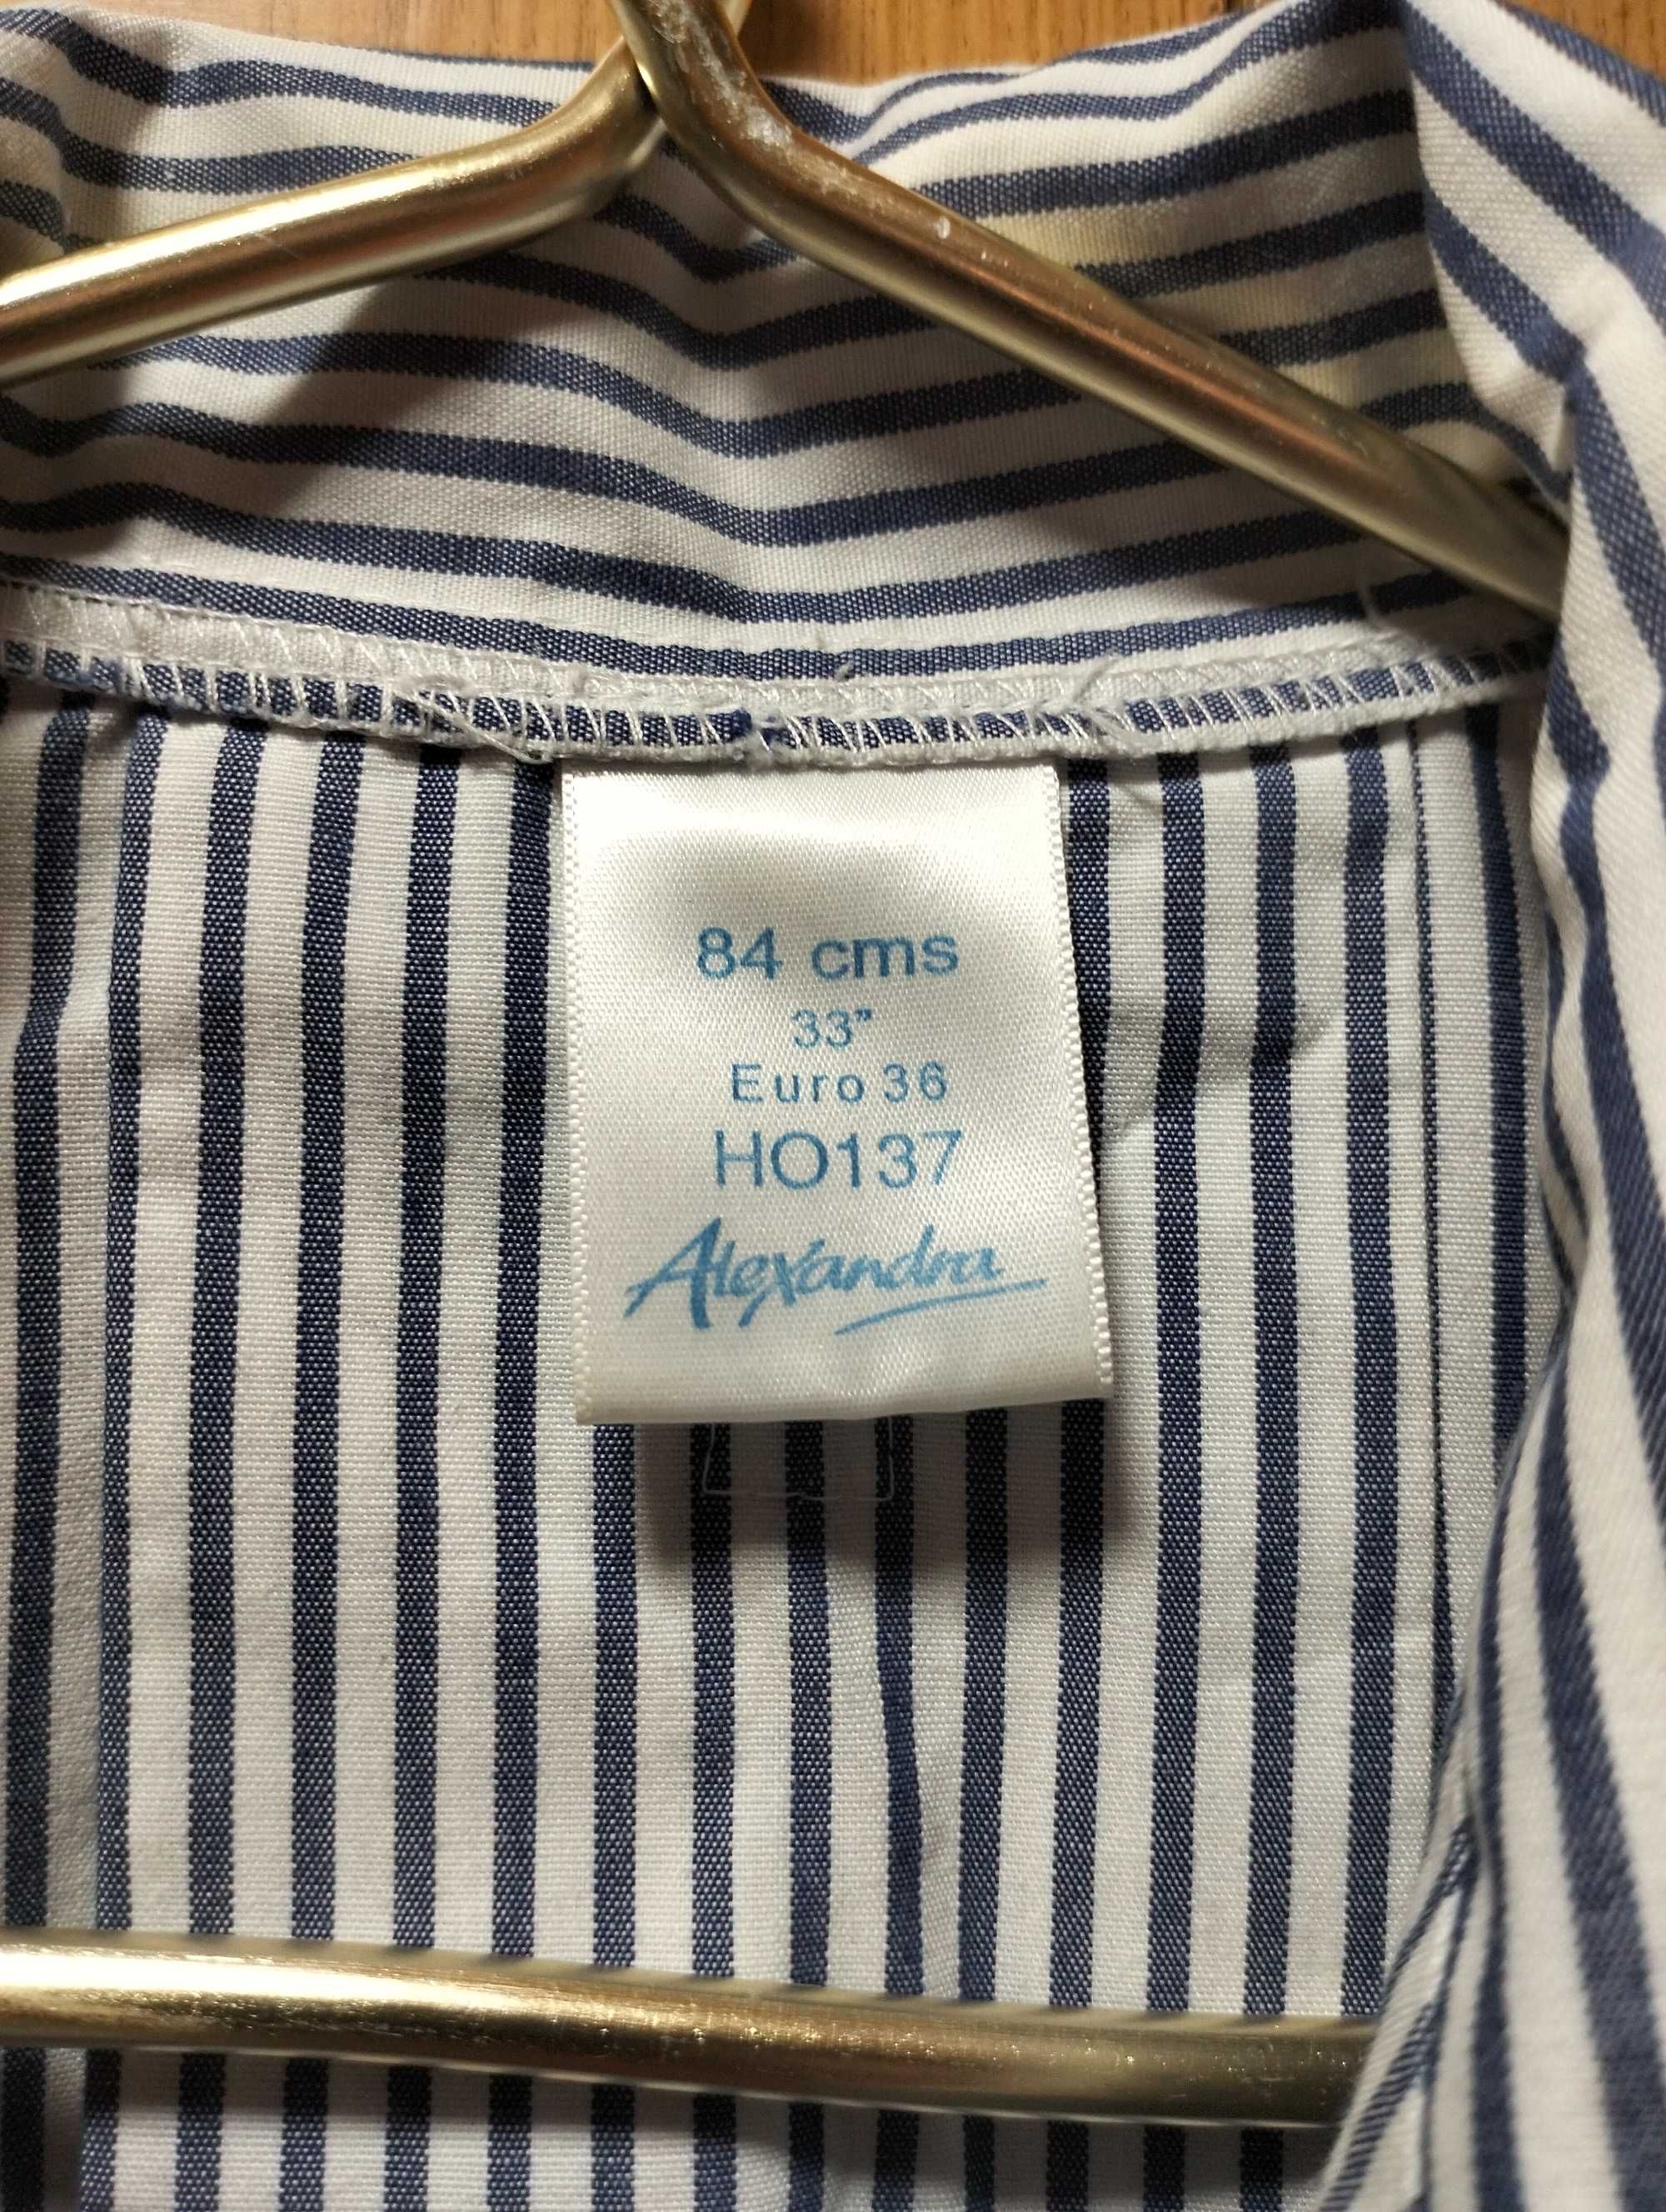 84 cms
33"
Euro 36
HO137
Alexandra